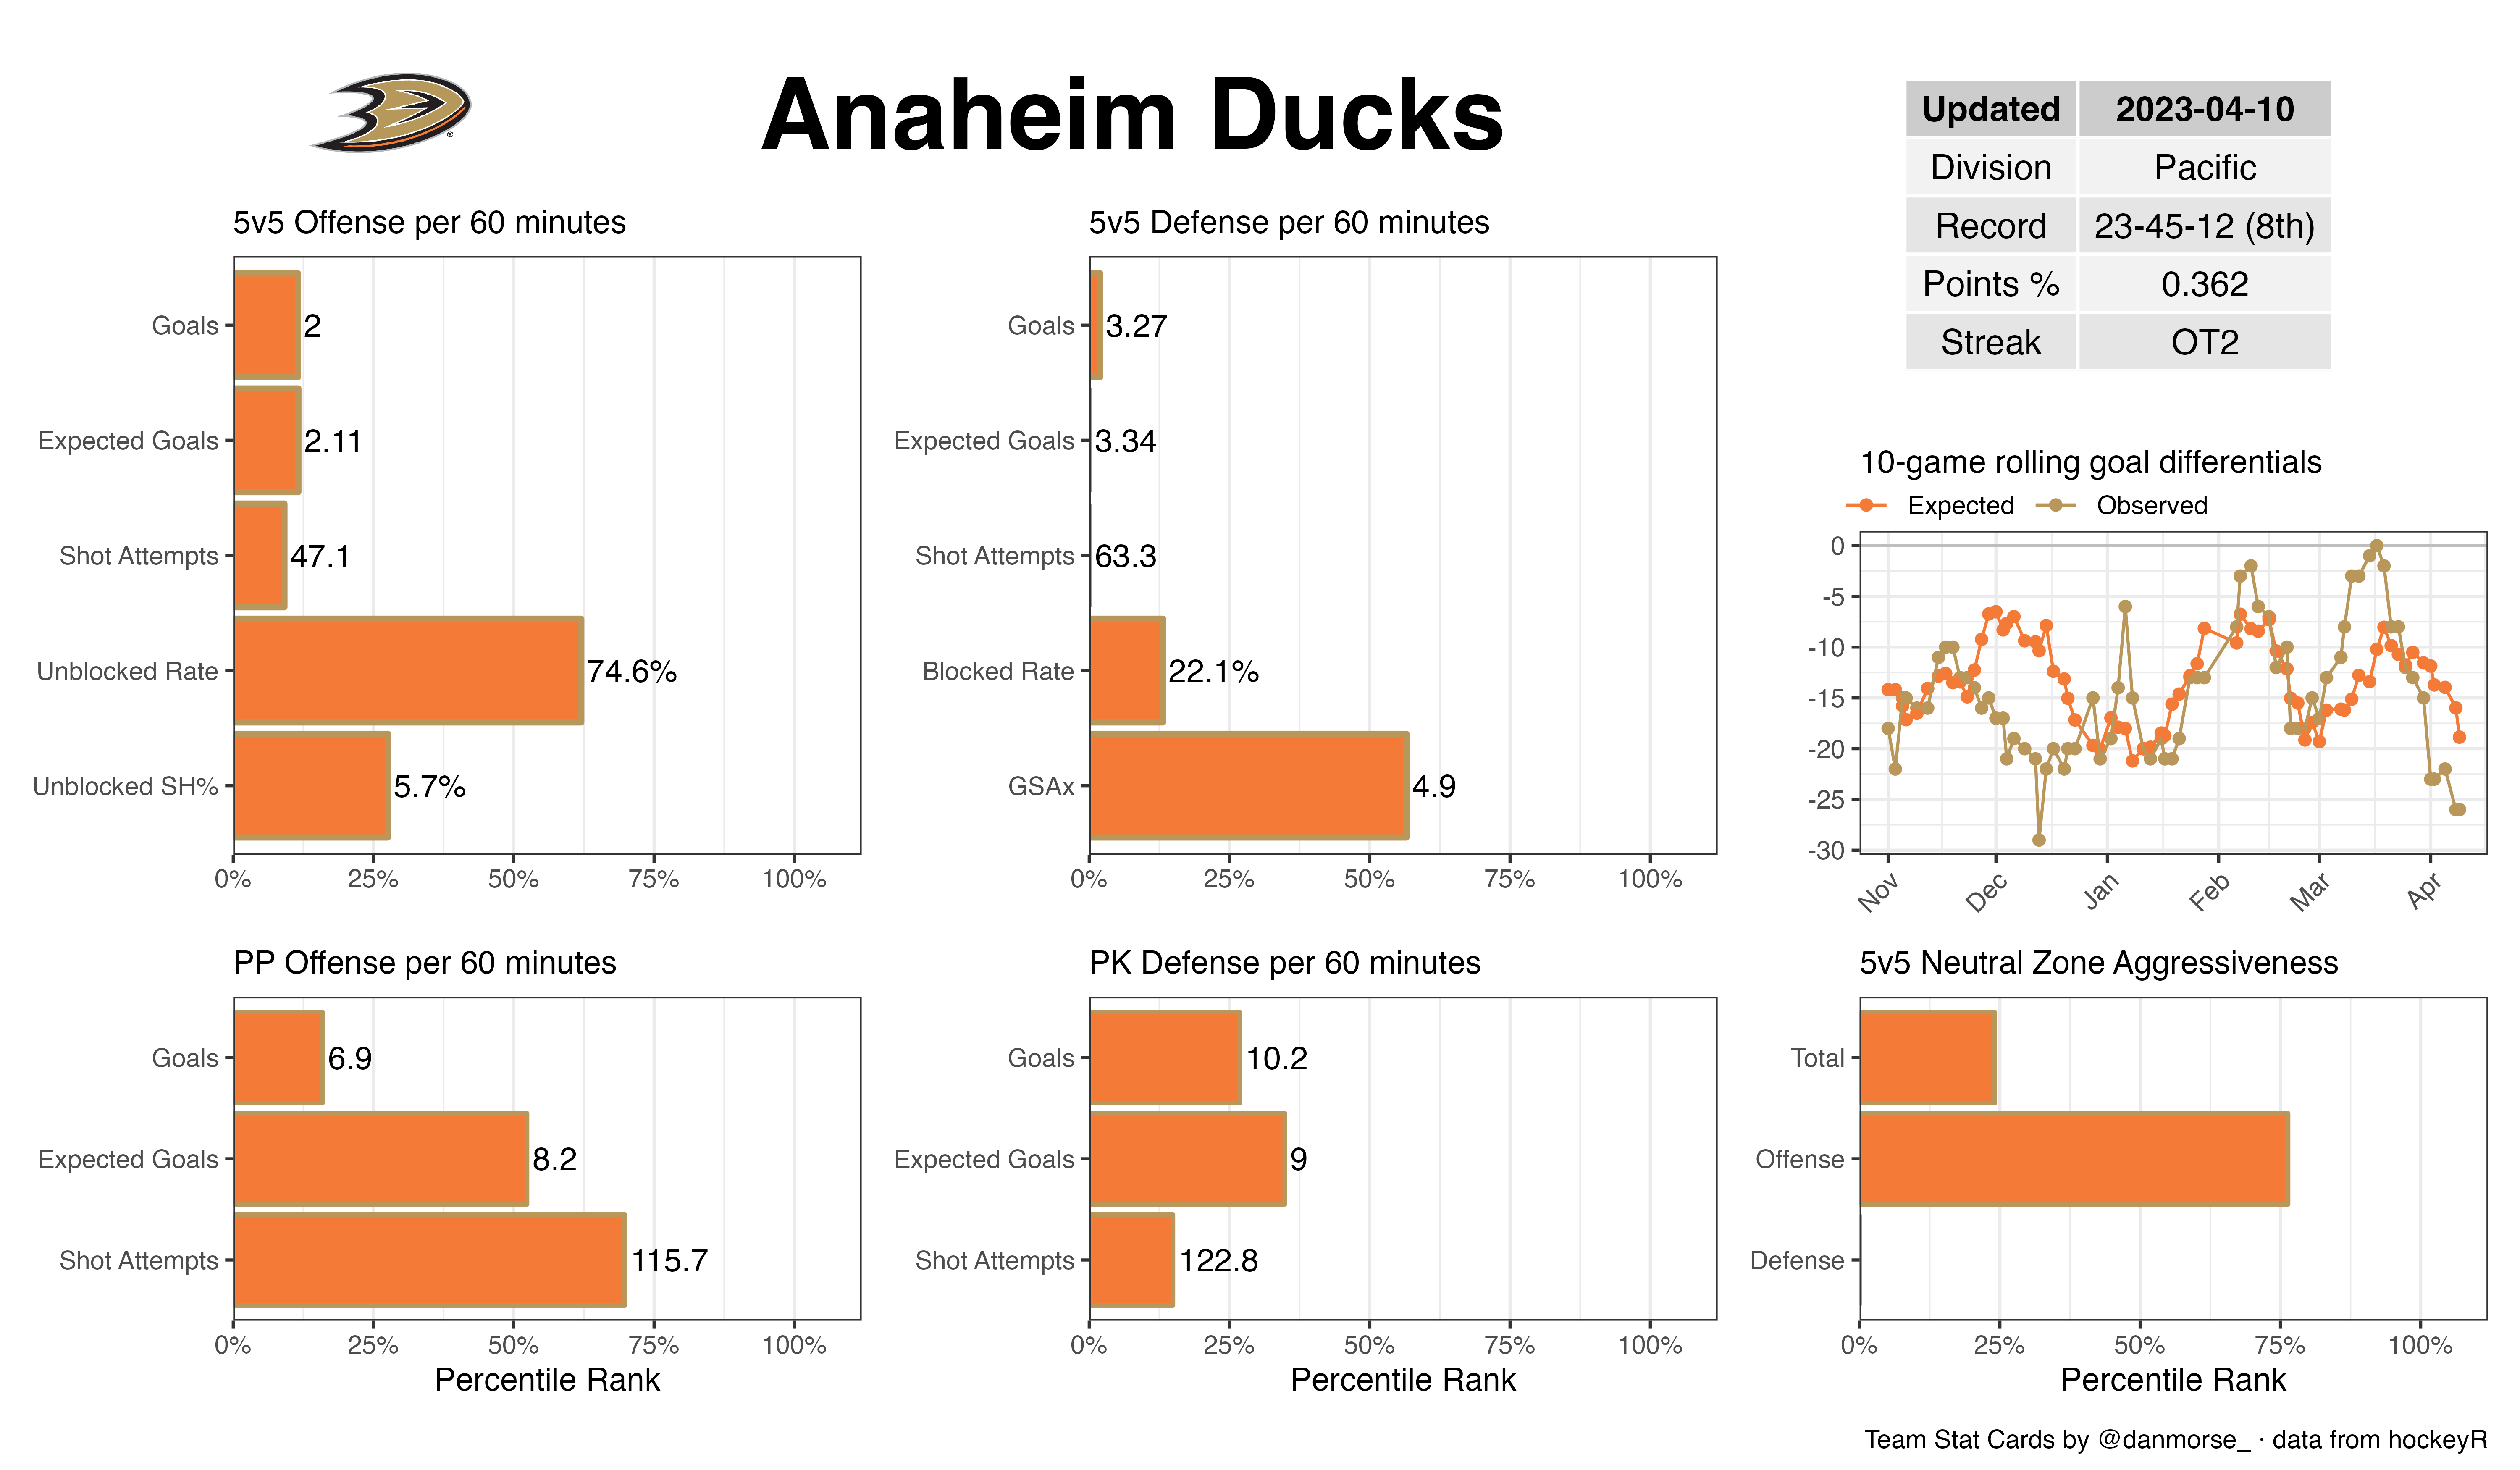 Anaheim Ducks
Updated 2023-04-10
Division Pacific
Record 23-45-12 (8th)
Points % 0.362
Streak OT2
5v5 Offense per 60 minutes
Goals 2
Expected Goals 2.11
Shot Attempts 47.1
Unblocked Rate 74.6%
Unblocked SH% 5.7%
0% 25% 50% 75% 100%
5v5 Defense per 60 minutes
Goals 3.27
Expected Goals 3.34
Shot Attempts 63.3
Blocked Rate 22.1%
GSAx 4.9
0% 25% 50% 75% 100%
10-game rolling goal differentials
Expected Observed
0
-5
-10
-15
-20
-25
-30
Nov Dec Jan Feb Mar Apr
PP Offense per 60 minutes
Goals 6.9
Expected Goals 8.2
Shot Attempts 115.7
0% 25% 50% 75% 100%
Percentile Rank
PK Defense per 60 minutes
Goals 10.2
Expected Goals 9
Shot Attempts 122.8
0% 25% 50% 75% 100%
Percentile Rank
5v5 Neutral Zone Aggressiveness
Total
Offense
Defense
0% 25% 50% 75% 100%
Percentile Rank
Team Stat Cards by @danmorse_ · data from hockeyR